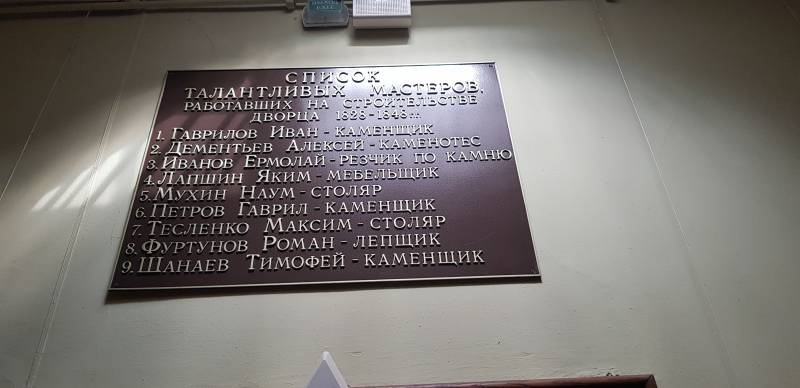 СПИСОК
ТАЛАНТЛИВЫХ МАСТЕРОВ,
РАБОТАВШИХ НА СТРОИТЕЛЬСТВЕ
ДВОРЦА 1828-1848гг.
1. ГАВРИЛОВ ИВАН - КАМЕНЩИК
2. ДЕМЕНТЬЕВ АЛЕКСЕЙ - КАМЕНОТЕС
3. ИВАНОВ ЕРМОЛАЙ - РЕЗЧИК ПО КАМНЮ
4. ЛАПШИН ЯКИМ - МЕБЕЛЬЩИК
5. МУХИН НАУМ - СТОЛЯР
6. ПЕТРОВ ГАВРИЛ - КАМЕНЩИК
7. ТЕСЛЕНКО МАКСИМ - СТОЛЯР
8. ФУРТУНОВ РОМАН - ЛЕПЩИК
9. ШАНАЕВ ТИМОФЕЙ - КАМЕНЩИК